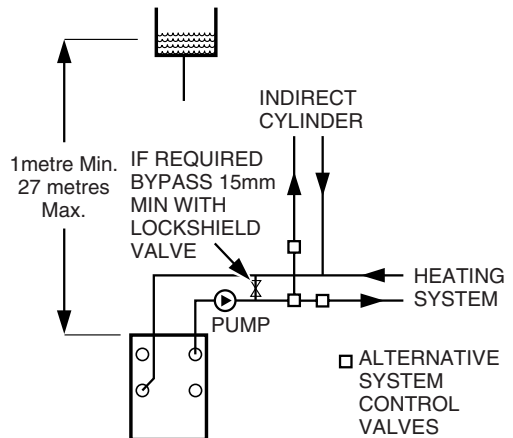 INDIRECT
CYLINDER
1metre Min.
27 metres
Max.
IF REQUIRED
BYPASS 15mm
MIN WITH
LOCKSHIELD
VALVE
HEATING
SYSTEM
PUMP
ALTERNATIVE
SYSTEM
CONTROL
VALVES